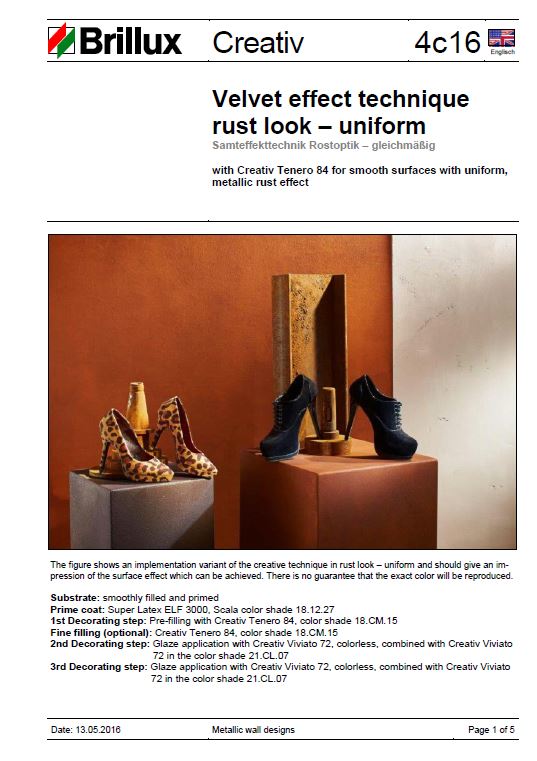 Brillux Creativ 4c16
Englisch
Velvet effect technique
rust look – uniform
Samteffekttechnik Rostoptik – gleichmäßig
with Creativ Tenero 84 for smooth surfaces with uniform,
metallic rust effect
The figure shows an implementation variant of the creative technique in rust look – uniform and should give an im-
pression of the surface effect which can be achieved. There is no guarantee that the exact color will be reproduced.
Substrate: smoothly filled and primed
Prime coat: Super Latex ELF 3000, Scala color shade 18.12.27
1st Decorating step: Pre-filling with Creativ Tenero 84, color shade 18.CM.15
Fine filling (optional): Creativ Tenero 84, color shade 18.CM.15
2nd Decorating step: Glaze application with Creativ Viviato 72, colorless, combined with Creativ Viviato
72 in the color shade 21.CL.07
3rd Decorating step: Glaze application with Creativ Viviato 72, colorless, combined with Creativ Viviato
72 in the color shade 21.CL.07
Date: 13.05.2016 Metallic wall designs Page 1 of 5